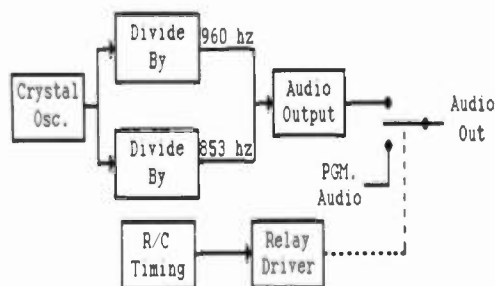 Divide
By
960 hz
Crystal
Osc.
Audio
Output
Audio
Out
Divide
By
853 hz
PGM.
Audio
R/C
Timing
Relay
Driver